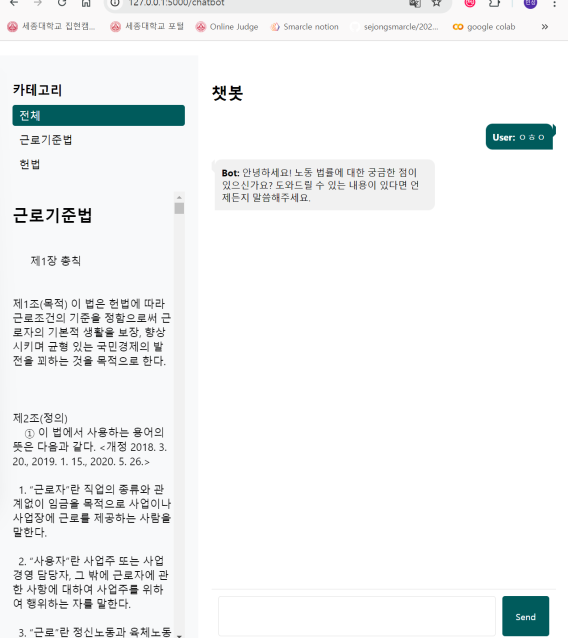 127.0.0.1:5000/chatbot
세종대학교 집현캠...
세종대학교 포털
Online Judge
Smarcle notion
sejongsmarcle/202...
google colab
»
카테고리
전체
근로기준법
헌법
근로기준법
제1장 총칙
제1조(목적) 이 법은 헌법에 따라
근로조건의 기준을 정함으로써 근
로자의 기본적 생활을 보장, 향상
시키며 균형 있는 국민경제의 발
전을 꾀하는 것을 목적으로 한다.
제2조(정의)
① 이 법에서 사용하는 용어의
뜻은 다음과 같다. <개정 2018. 3.
20., 2019. 1. 15., 2020. 5. 26.>
1. “근로자”란 직업의 종류와 관
계없이 임금을 목적으로 사업이나
사업장에 근로를 제공하는 사람을
말한다.
2. “사용자”란 사업주 또는 사업
경영 담당자, 그 밖에 근로자에 관
한 사항에 대하여 사업주를 위하
여 행위하는 자를 말한다.
3. “근로”란 정신노동과 육체노동
챗봇
User: ㅇㅎㅇ
Bot: 안녕하세요! 노동 법률에 대한 궁금한 점이
있으신가요? 도와드릴 수 있는 내용이 있다면 언
제든지 말씀해주세요.
Send